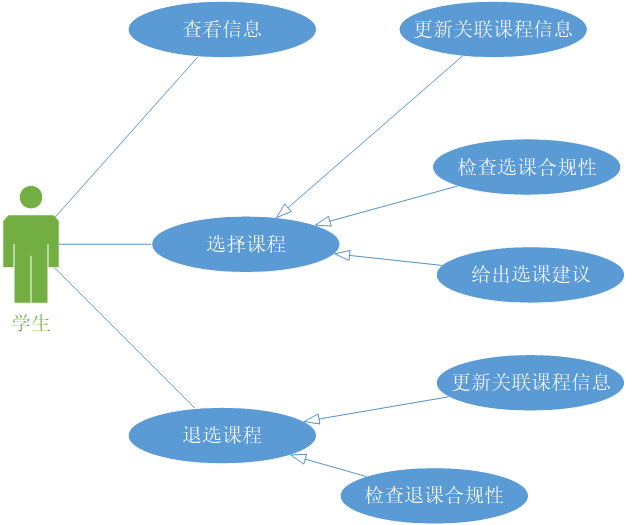 查看信息
更新关联课程信息
检查选课合规性
选择课程
给出选课建议
学生
更新关联课程信息
退选课程
检查退课合规性